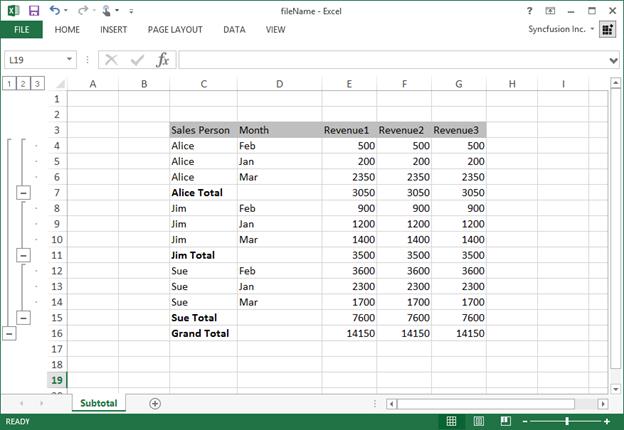 fileName - Excel
?
FILE HOME INSERT PAGE LAYOUT DATA VIEW Syncfusion Inc.
L19 fx
1 2 3 A B C D E F G H I
1
2
3 Sales Person Month Revenue1 Revenue2 Revenue3
4 Alice Feb 500 500 500
5 Alice Jan 200 200 200
6 Alice Mar 2350 2350 2350
7 Alice Total 3050 3050 3050
8 Jim Feb 900 900 900
9 Jim Jan 1200 1200 1200
10 Jim Mar 1400 1400 1400
11 Jim Total 3500 3500 3500
12 Sue Feb 3600 3600 3600
13 Sue Jan 2300 2300 2300
14 Sue Mar 1700 1700 1700
15 Sue Total 7600 7600 7600
16 Grand Total 14150 14150 14150
17
18
19
Subtotal
READY